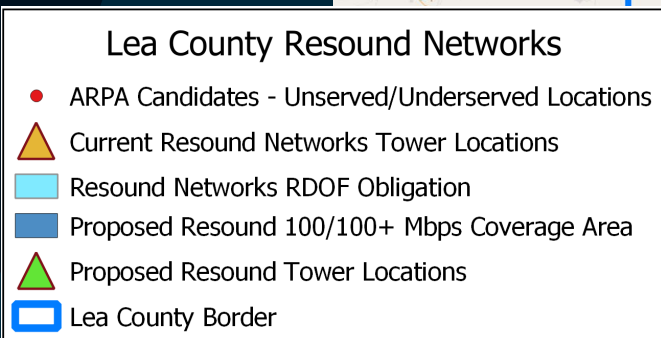 Lea County Resound Networks
ARPA Candidates - Unserved/Underserved Locations
Current Resound Networks Tower Locations
Resound Networks RDOF Obligation
Proposed Resound 100/100+ Mbps Coverage Area
Proposed Resound Tower Locations
Lea County Border